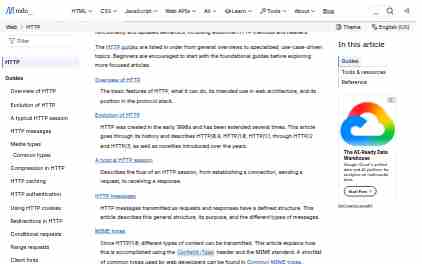 mdn_
HTML
CSS
JavaScript
Web APIs
All
Learn
Tools
About
Blog
Web
HTTP
Theme
English (US)
Filter
HTTP
Guides
Overview of HTTP
Evolution of HTTP
A typical HTTP session
HTTP messages
Media types
Common types
Compression in HTTP
HTTP caching
HTTP authentication
Using HTTP cookies
Redirections in HTTP
Conditional requests
Range requests
Client hints
The HTTP guides are listed in order from general overviews to specialized, use-case-driven
topics. Beginners are encouraged to start with the foundational guides before exploring
more focused articles.
Overview of HTTP
The basic features of HTTP, what it can do, its intended use in web architecture, and its
position in the protocol stack.
Evolution of HTTP
HTTP was created in the early 1990s and has been extended several times. This article
goes through its history and describes HTTP/0.9, HTTP/1.0, HTTP/1.1, through HTTP/2
and HTTP/3, as well as novelties introduced over the years.
A typical HTTP session
Describes the flow of an HTTP session, from establishing a connection, sending a
request, to receiving a response.
HTTP messages
HTTP messages transmitted as requests and responses have a defined structure. This
article describes this general structure, its purpose, and the different types of messages.
MIME types
Since HTTP/1.0, different types of content can be transmitted. This article explains how
this is accomplished using the Content-Type header and the MIME standard. A shortlist
of common types used by web developers can be found in Common MIME types.
In this article
Guides
Tools & resources
Reference
The AI-Ready Data
Warehouse
Start Free